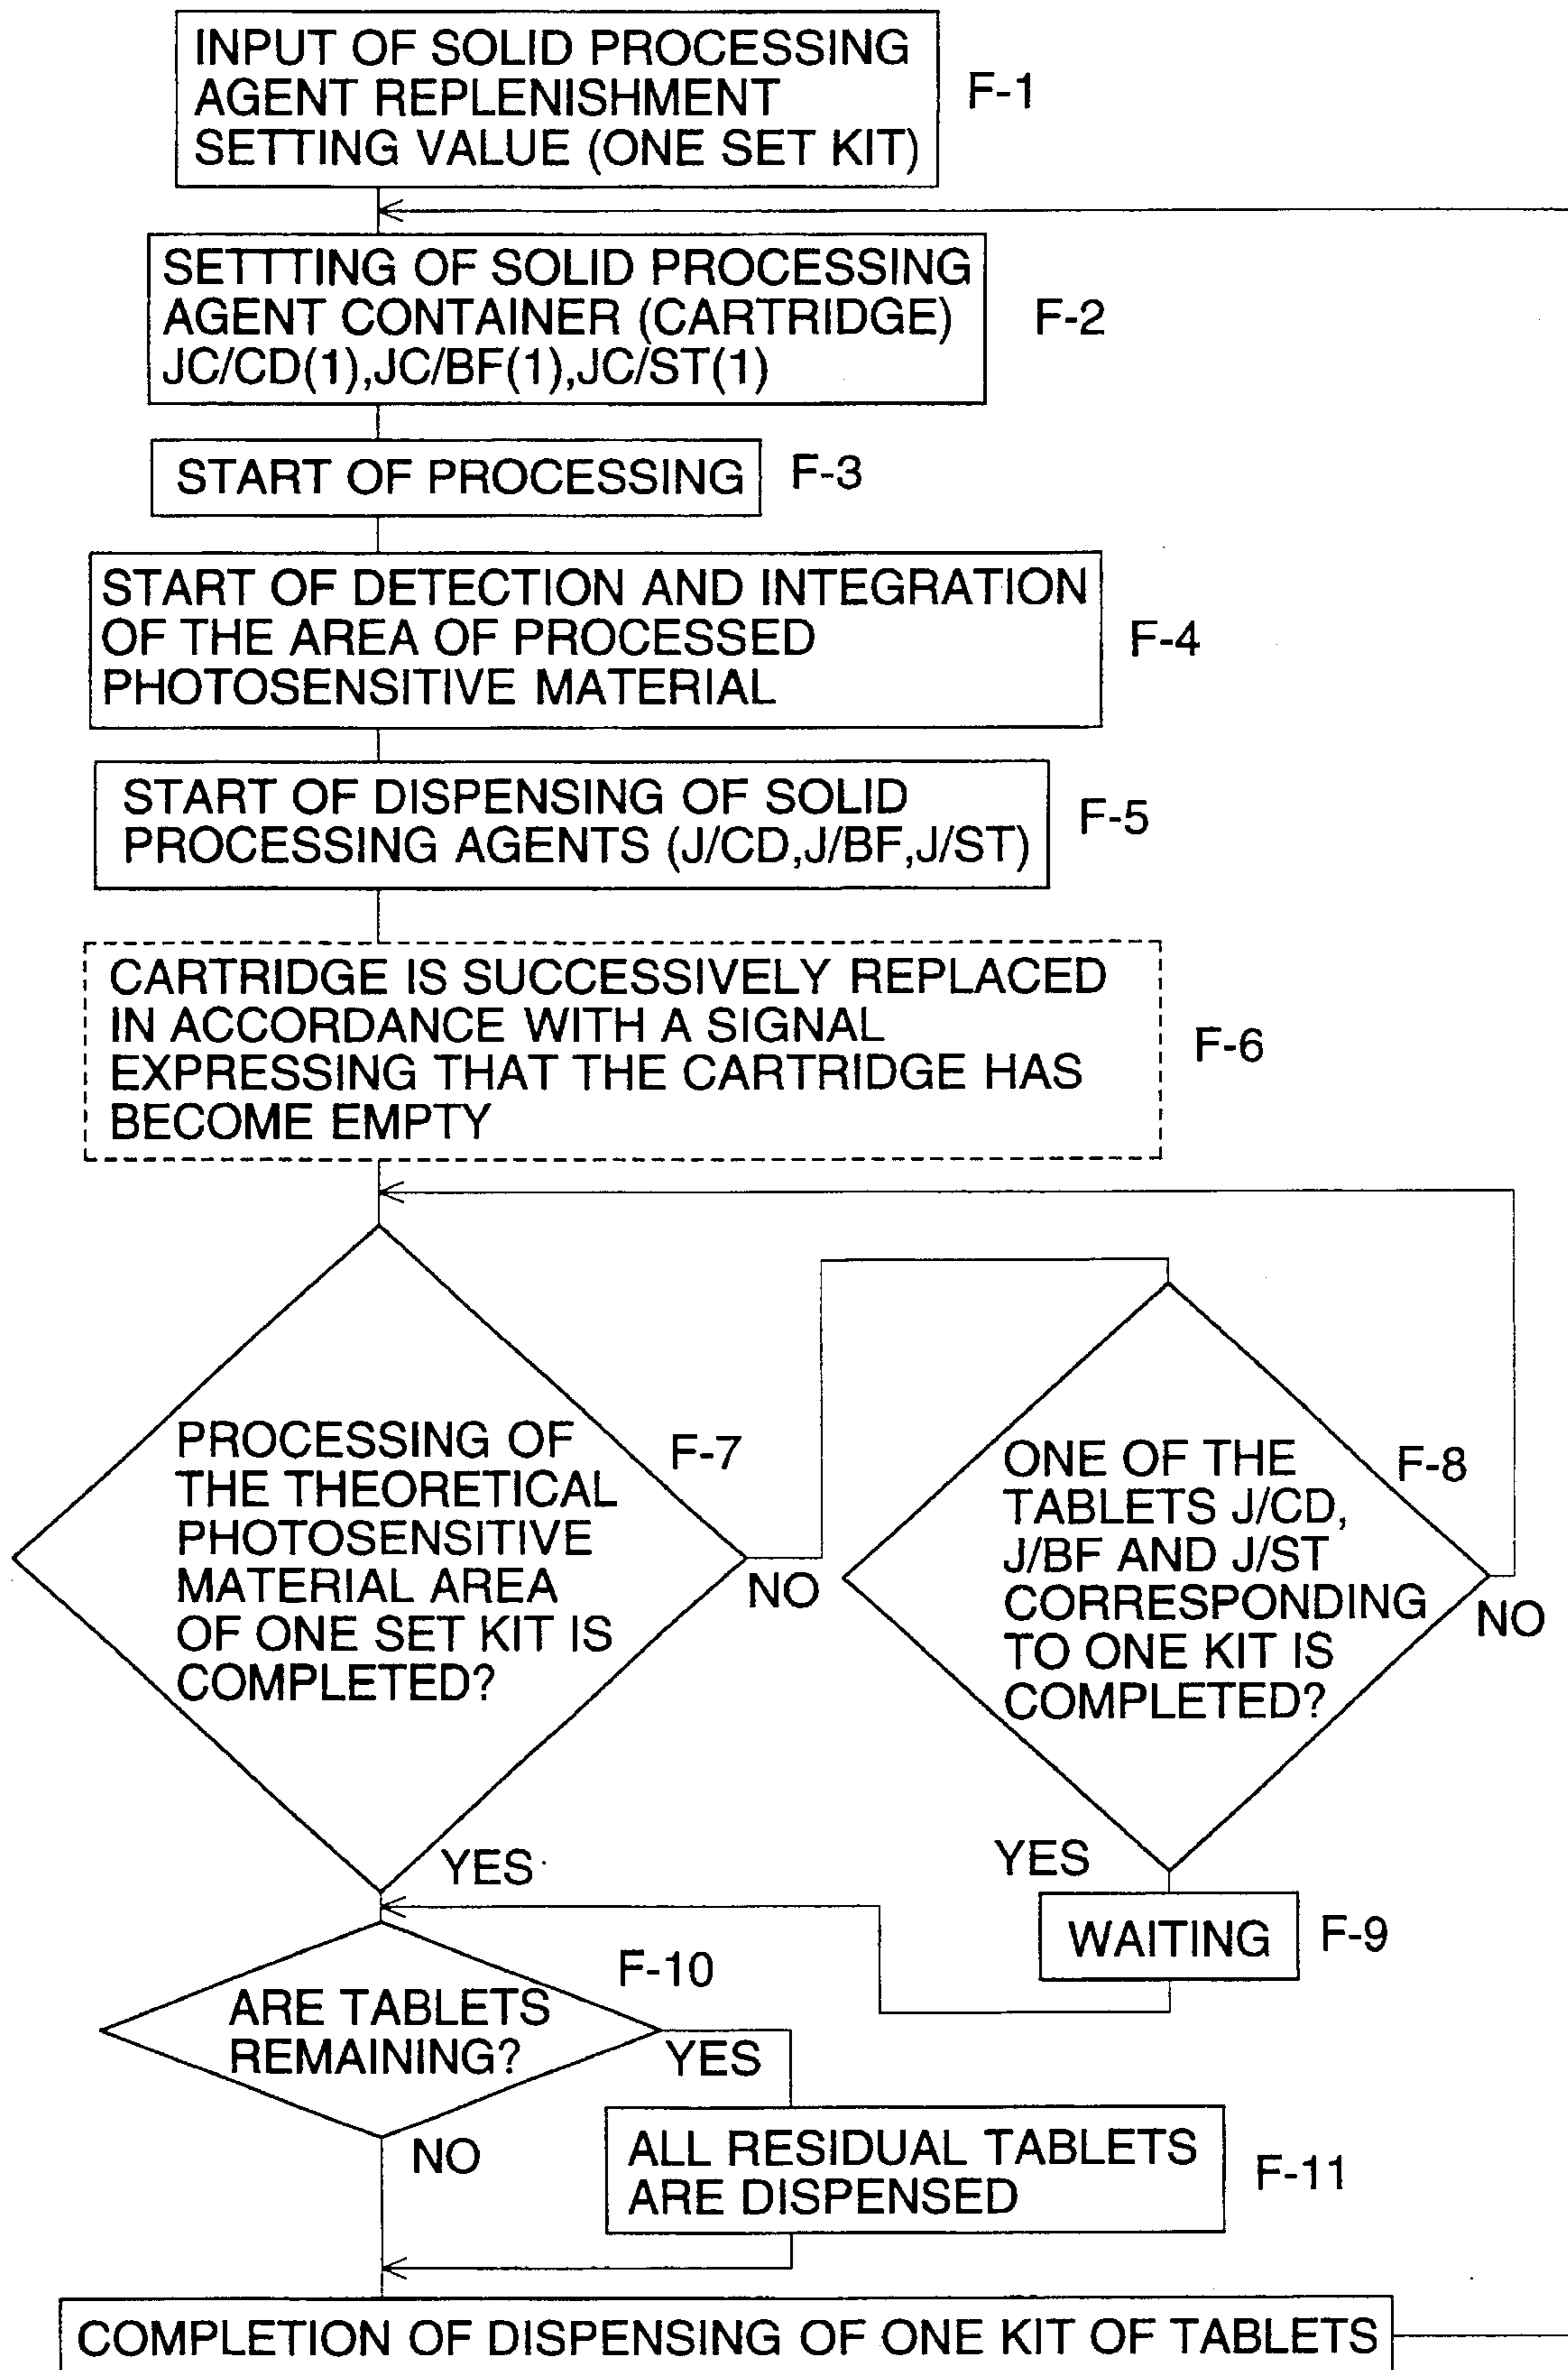 INPUT OF SOLID PROCESSING
AGENT REPLENISHMENT
SETTING VALUE (ONE SET KIT)
F-1
SETTTING OF SOLID PROCESSING
AGENT CONTAINER (CARTRIDGE)
JC/CD(1),JC/BF(1),JC/ST(1)
F-2
START OF PROCESSING
F-3
START OF DETECTION AND INTEGRATION
OF THE AREA OF PROCESSED
PHOTOSENSITIVE MATERIAL
F-4
START OF DISPENSING OF SOLID
PROCESSING AGENTS (J/CD,J/BF,J/ST)
F-5
CARTRIDGE IS SUCCESSIVELY REPLACED
IN ACCORDANCE WITH A SIGNAL
EXPRESSING THAT THE CARTRIDGE HAS
BECOME EMPTY
F-6
PROCESSING OF
THE THEORETICAL
PHOTOSENSITIVE
MATERIAL AREA
OF ONE SET KIT IS
COMPLETED?
F-7
NO
YES
ONE OF THE
TABLETS J/CD,
J/BF AND J/ST
CORRESPONDING
TO ONE KIT IS
COMPLETED?
F-8
NO
YES
WAITING
F-9
ARE TABLETS
REMAINING?
F-10
YES
NO
ALL RESIDUAL TABLETS
ARE DISPENSED
F-11
COMPLETION OF DISPENSING OF ONE KIT OF TABLETS